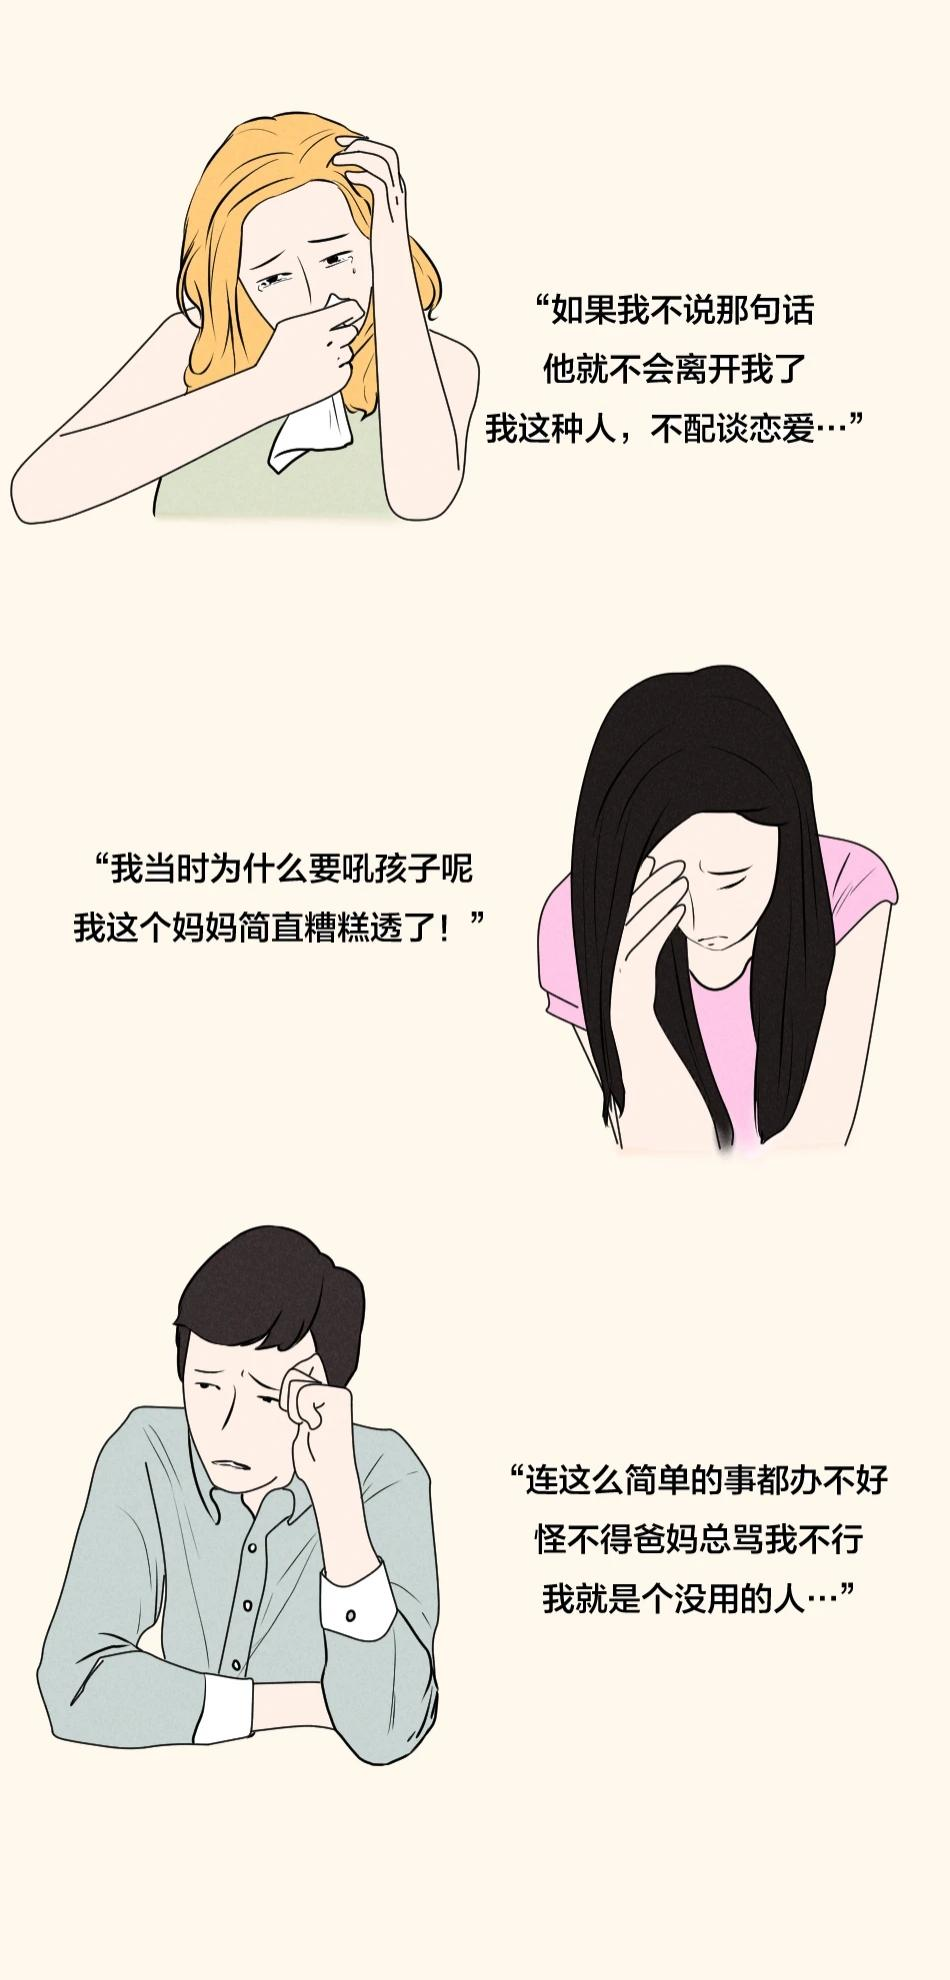 “如果我不说那句话
他就不会离开我了
我这种人，不配谈恋爱…”
“我当时为什么要吼孩子呢
我这个妈妈简直糟糕透了！”
“连这么简单的事都办不好
怪不得爸妈总骂我不行
我就是个没用的人…”